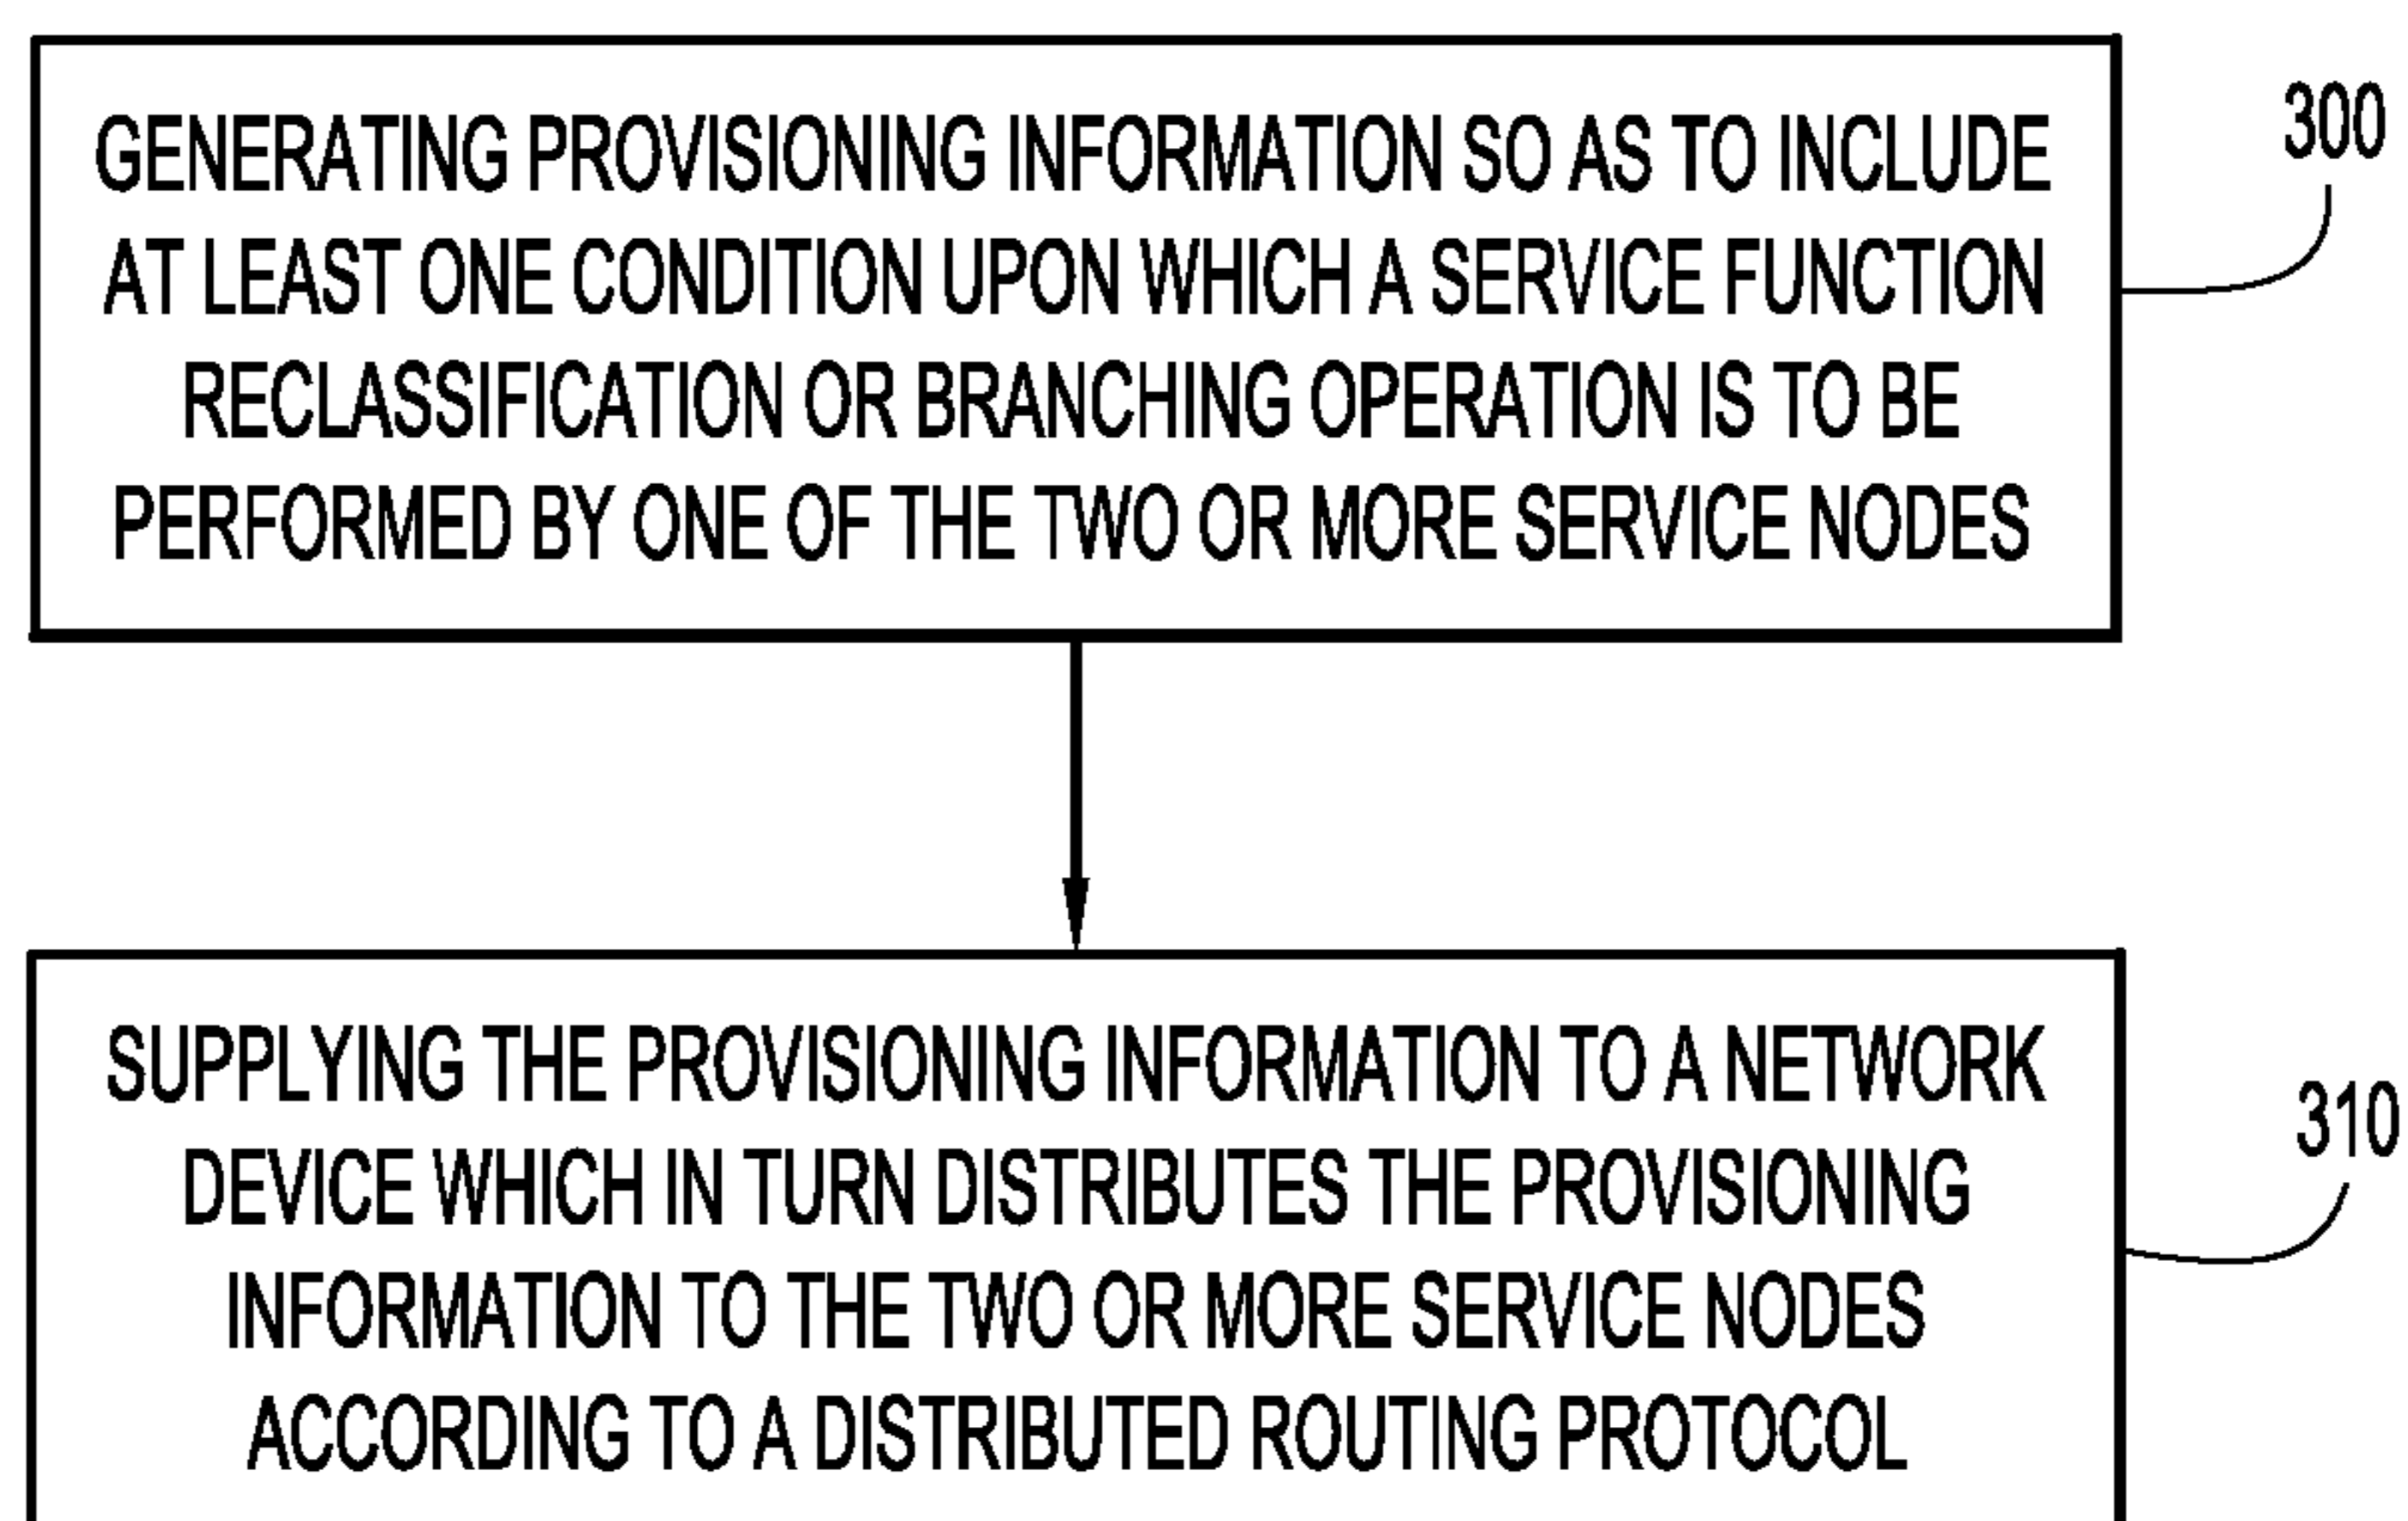 GENERATING PROVISIONING INFORMATION SO AS TO INCLUDE
AT LEAST ONE CONDITION UPON WHICH A SERVICE FUNCTION
RECLASSIFICATION OR BRANCHING OPERATION IS TO BE
PERFORMED BY ONE OF THE TWO OR MORE SERVICE NODES
300
SUPPLYING THE PROVISIONING INFORMATION TO A NETWORK
DEVICE WHICH IN TURN DISTRIBUTES THE PROVISIONING
INFORMATION TO THE TWO OR MORE SERVICE NODES
ACCORDING TO A DISTRIBUTED ROUTING PROTOCOL
310